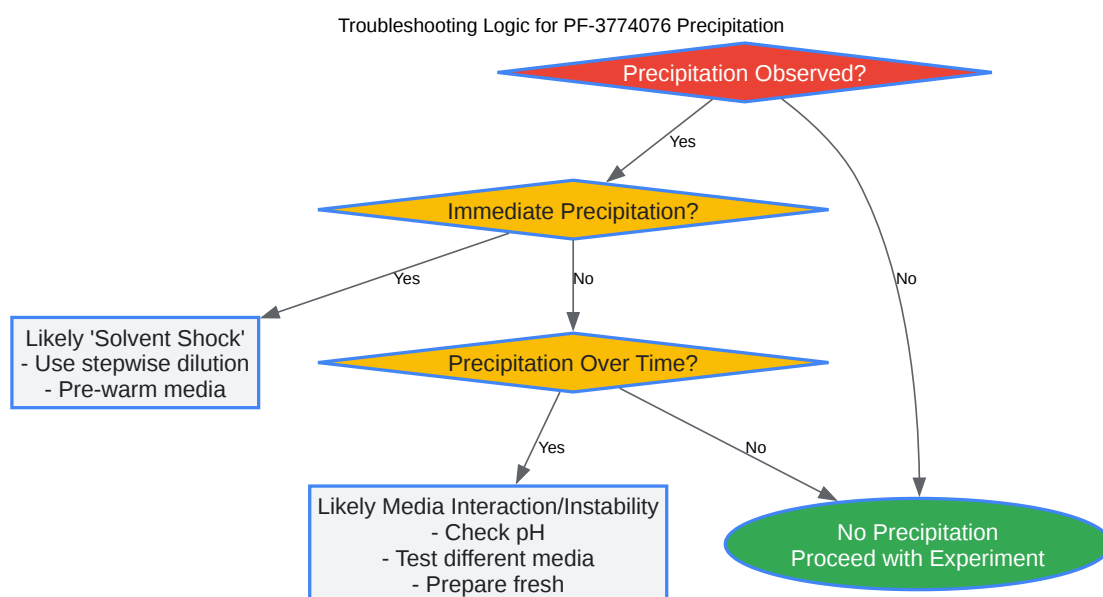 Troubleshooting Logic for PF-3774076 Precipitation
Precipitation Observed?
Yes
Immediate Precipitation?
Yes
No
No
Likely 'Solvent Shock'
- Use stepwise dilution
- Pre-warm media
Precipitation Over Time?
Yes
No
Likely Media Interaction/Instability
- Check pH
- Test different media
- Prepare fresh
No Precipitation
Proceed with Experiment